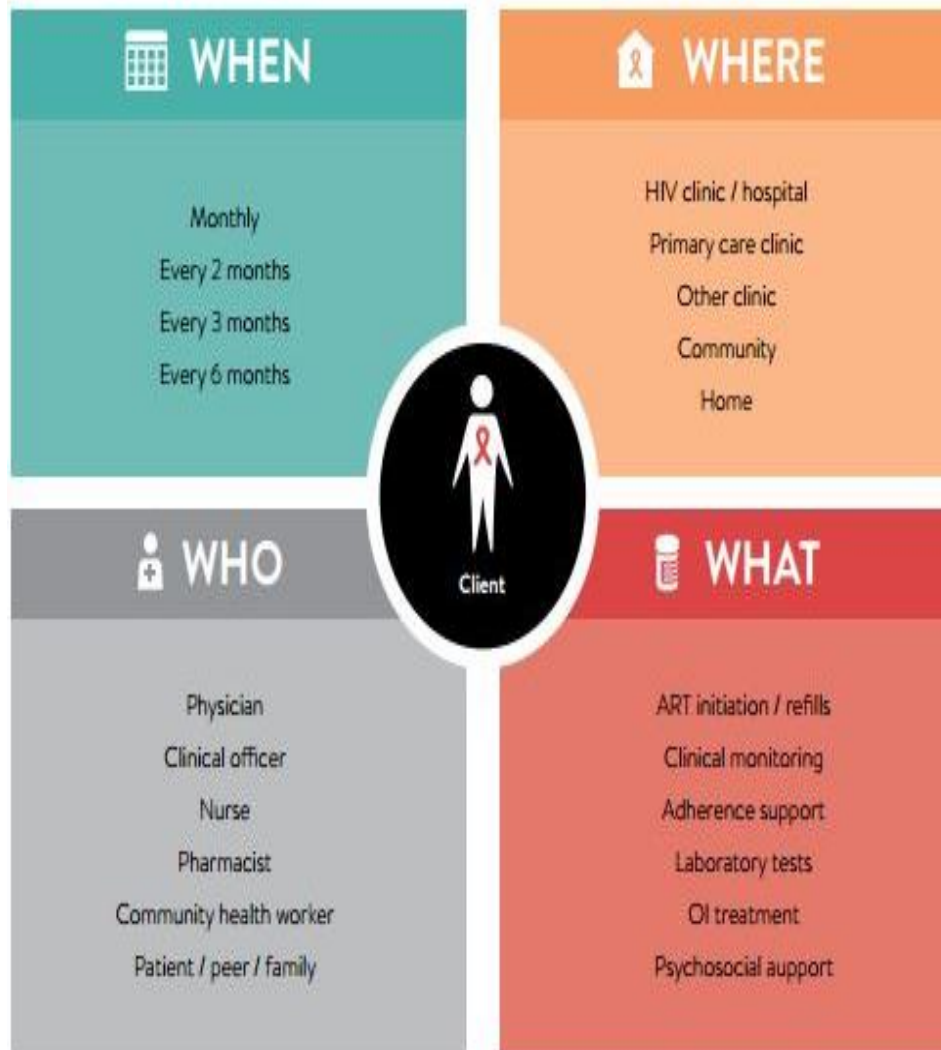 WHEN
Monthly
Every 2 months
Every 3 months
Every 6 months
WHERE
HIV clinic / hospital
Primary care clinic
Other clinic
Community
Home
Client
WHO
Physician
Clinical officer
Nurse
Pharmacist
Community health worker
Patient / peer / family
WHAT
ART initiation / refills
Clinical monitoring
Adherence support
Laboratory tests
OI treatment
Psychosocial aupport